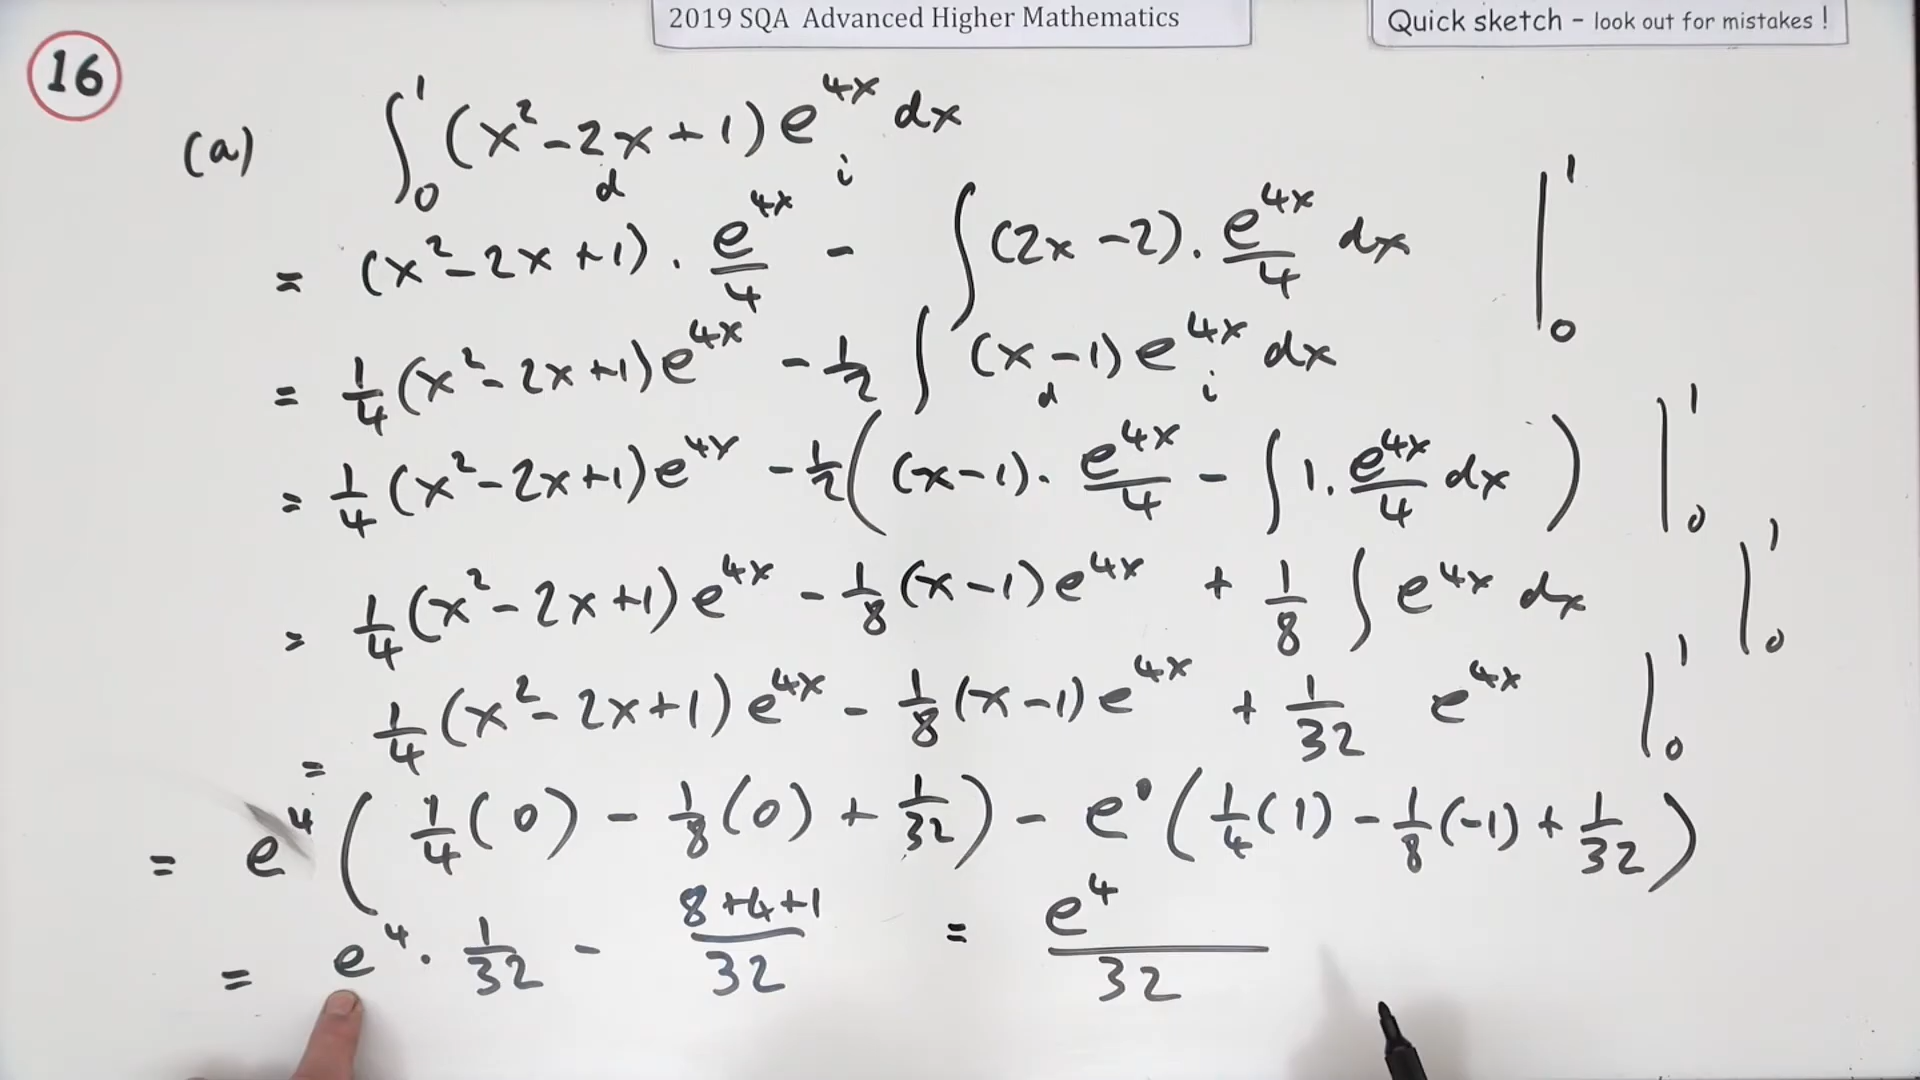 2019 SQA Advanced Higher Mathematics
Quick sketch – look out for mistakes !
16
(a) ∫₀¹ (x² - 2x + 1) e^{4x} dx
d i
= (x² - 2x + 1) . e^{4x}/4 - ∫ (2x - 2) . e^{4x}/4 dx |₀¹
= 1/4 (x² - 2x + 1) e^{4x} - 1/2 ∫ (x - 1) e^{4x} dx
d i
= 1/4 (x² - 2x + 1) e^{4x} - 1/2 ( (x - 1) . e^{4x}/4 - ∫ 1 . e^{4x}/4 dx ) |₀¹
= 1/4 (x² - 2x + 1) e^{4x} - 1/8 (x - 1) e^{4x} + 1/8 ∫ e^{4x} dx |₀¹
= 1/4 (x² - 2x + 1) e^{4x} - 1/8 (x - 1) e^{4x} + 1/32 e^{4x} |₀¹
= e⁴ ( 1/4 (0) - 1/8 (0) + 1/32 ) - e⁰ ( 1/4 (1) - 1/8 (-1) + 1/32 )
= e⁴ . 1/32 - (8+4+1)/32 = e⁴/32